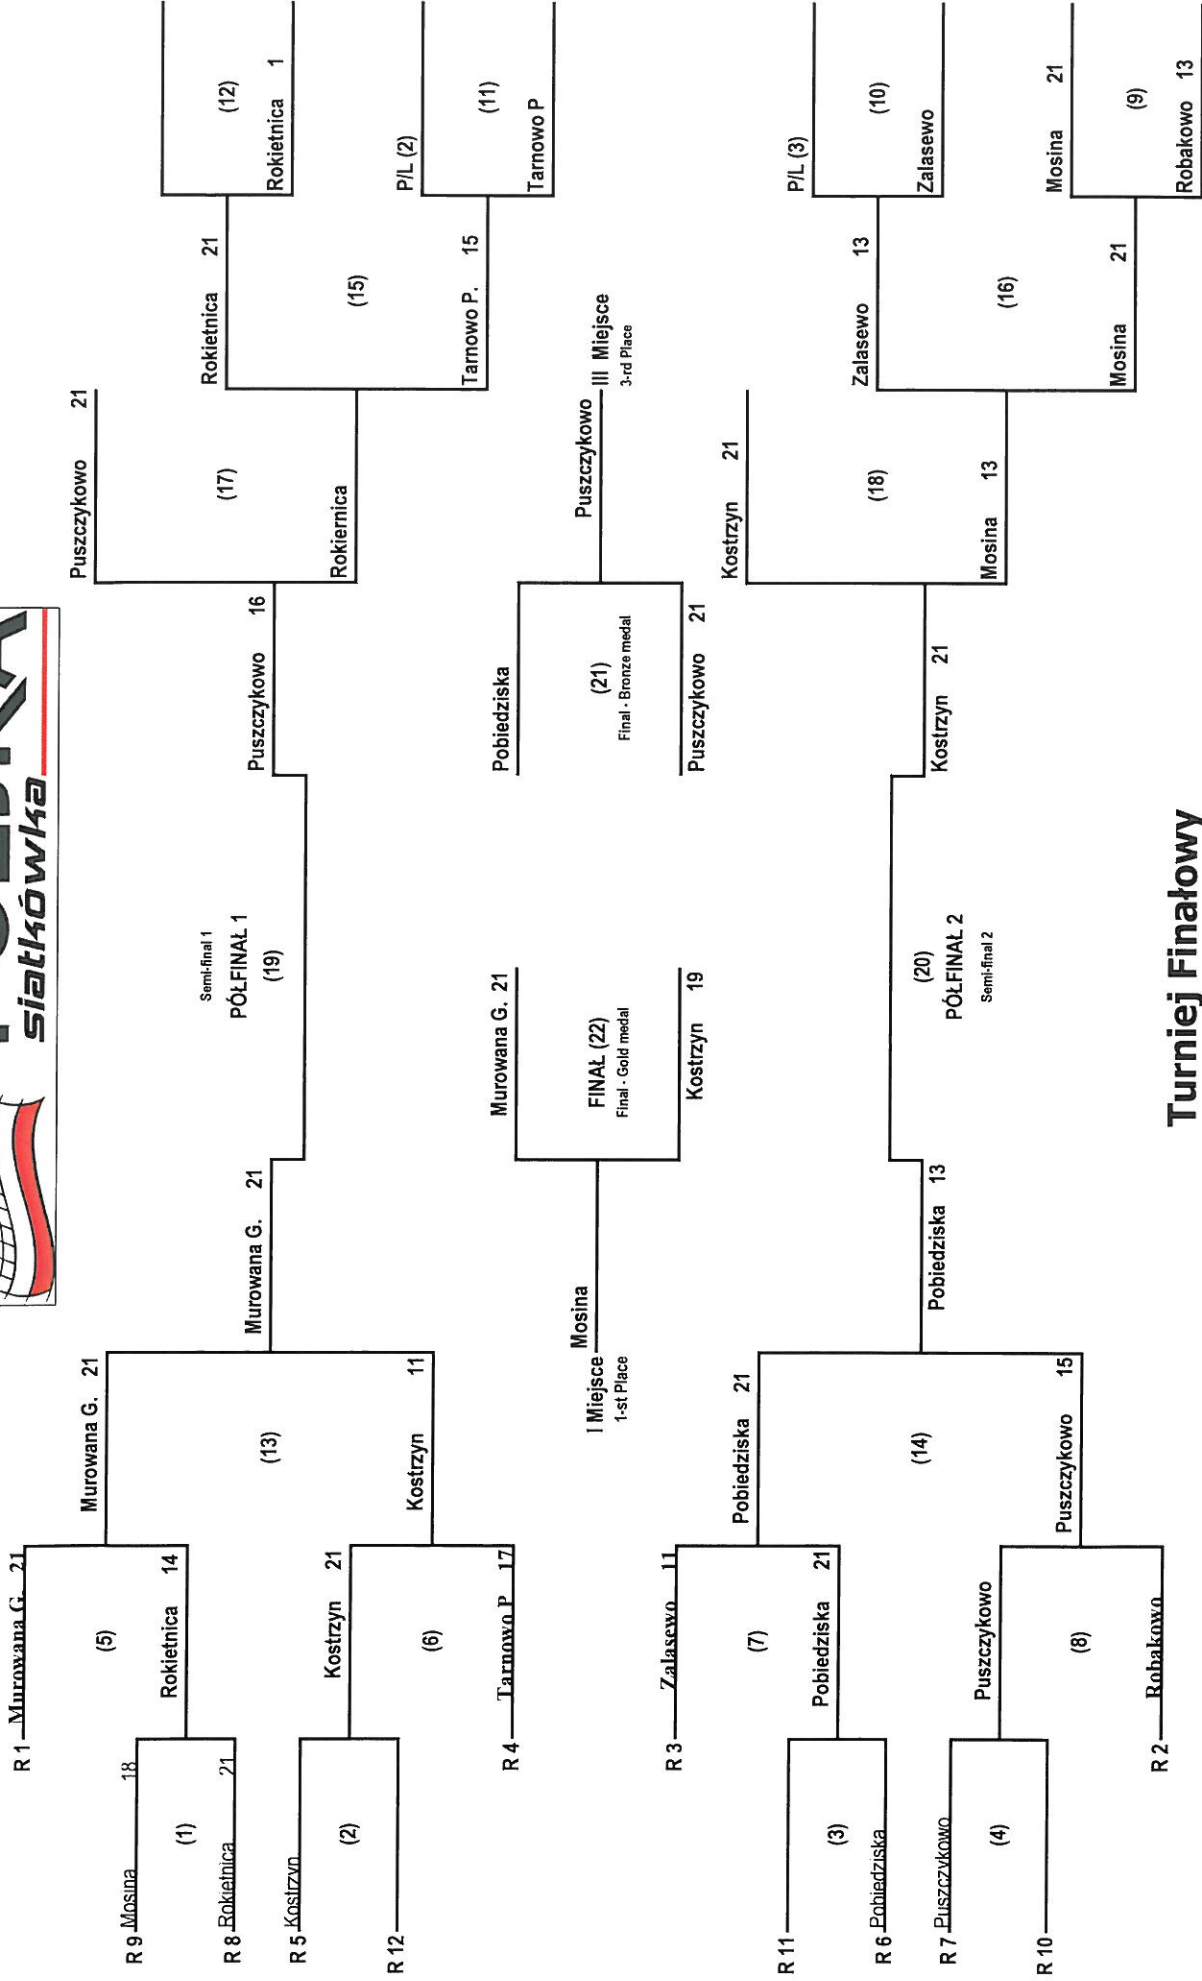 siatkówka
Turniej Finałowy
R 1 Murowana G. 21
(5)
Rokietnica 14
R 9 Mosina 18
(1)
R 8 Rokietnica 21
Murowana G. 21
(13)
Kostrzyn 11
R 5 Kostrzyn
(2)
R 12
Kostrzyn 21
(6)
R 4 Tarnowo P 17
R 3 Zalasewo 11
(7)
Pobiedziska 21
R 11
(3)
R 6 Pobiedziska
Pobiedziska 21
(14)
Puszczykowo 15
R 7 Puszczykowo
(4)
R 10
Puszczykowo
(8)
R 2 Robakowo
Murowana G. 21
Semi-final 1
PÓŁFINAŁ 1
(19)
Puszczykowo 16
I Miejsce Mosina
1-st Place
Murowana G. 21
FINAŁ (22)
Final - Gold medal
Kostrzyn 19
Pobiedziska
(21)
Final - Bronze medal
Puszczykowo 21
Puszczykowo III Miejsce
3-rd Place
Pobiedziska 13
(20)
PÓŁFINAŁ 2
Semi-final 2
Kostrzyn 21
Puszczykowo 21
(17)
Rokiernica
Rokietnica 21
(15)
Tarnowo P. 15
(12)
Rokietnica 1
P/L (2)
(11)
Tarnowo P
Kostrzyn 21
(18)
Mosina 13
Zalasewo 13
(16)
Mosina 21
P/L (3)
(10)
Zalasewo
Mosina 21
(9)
Robakowo 13